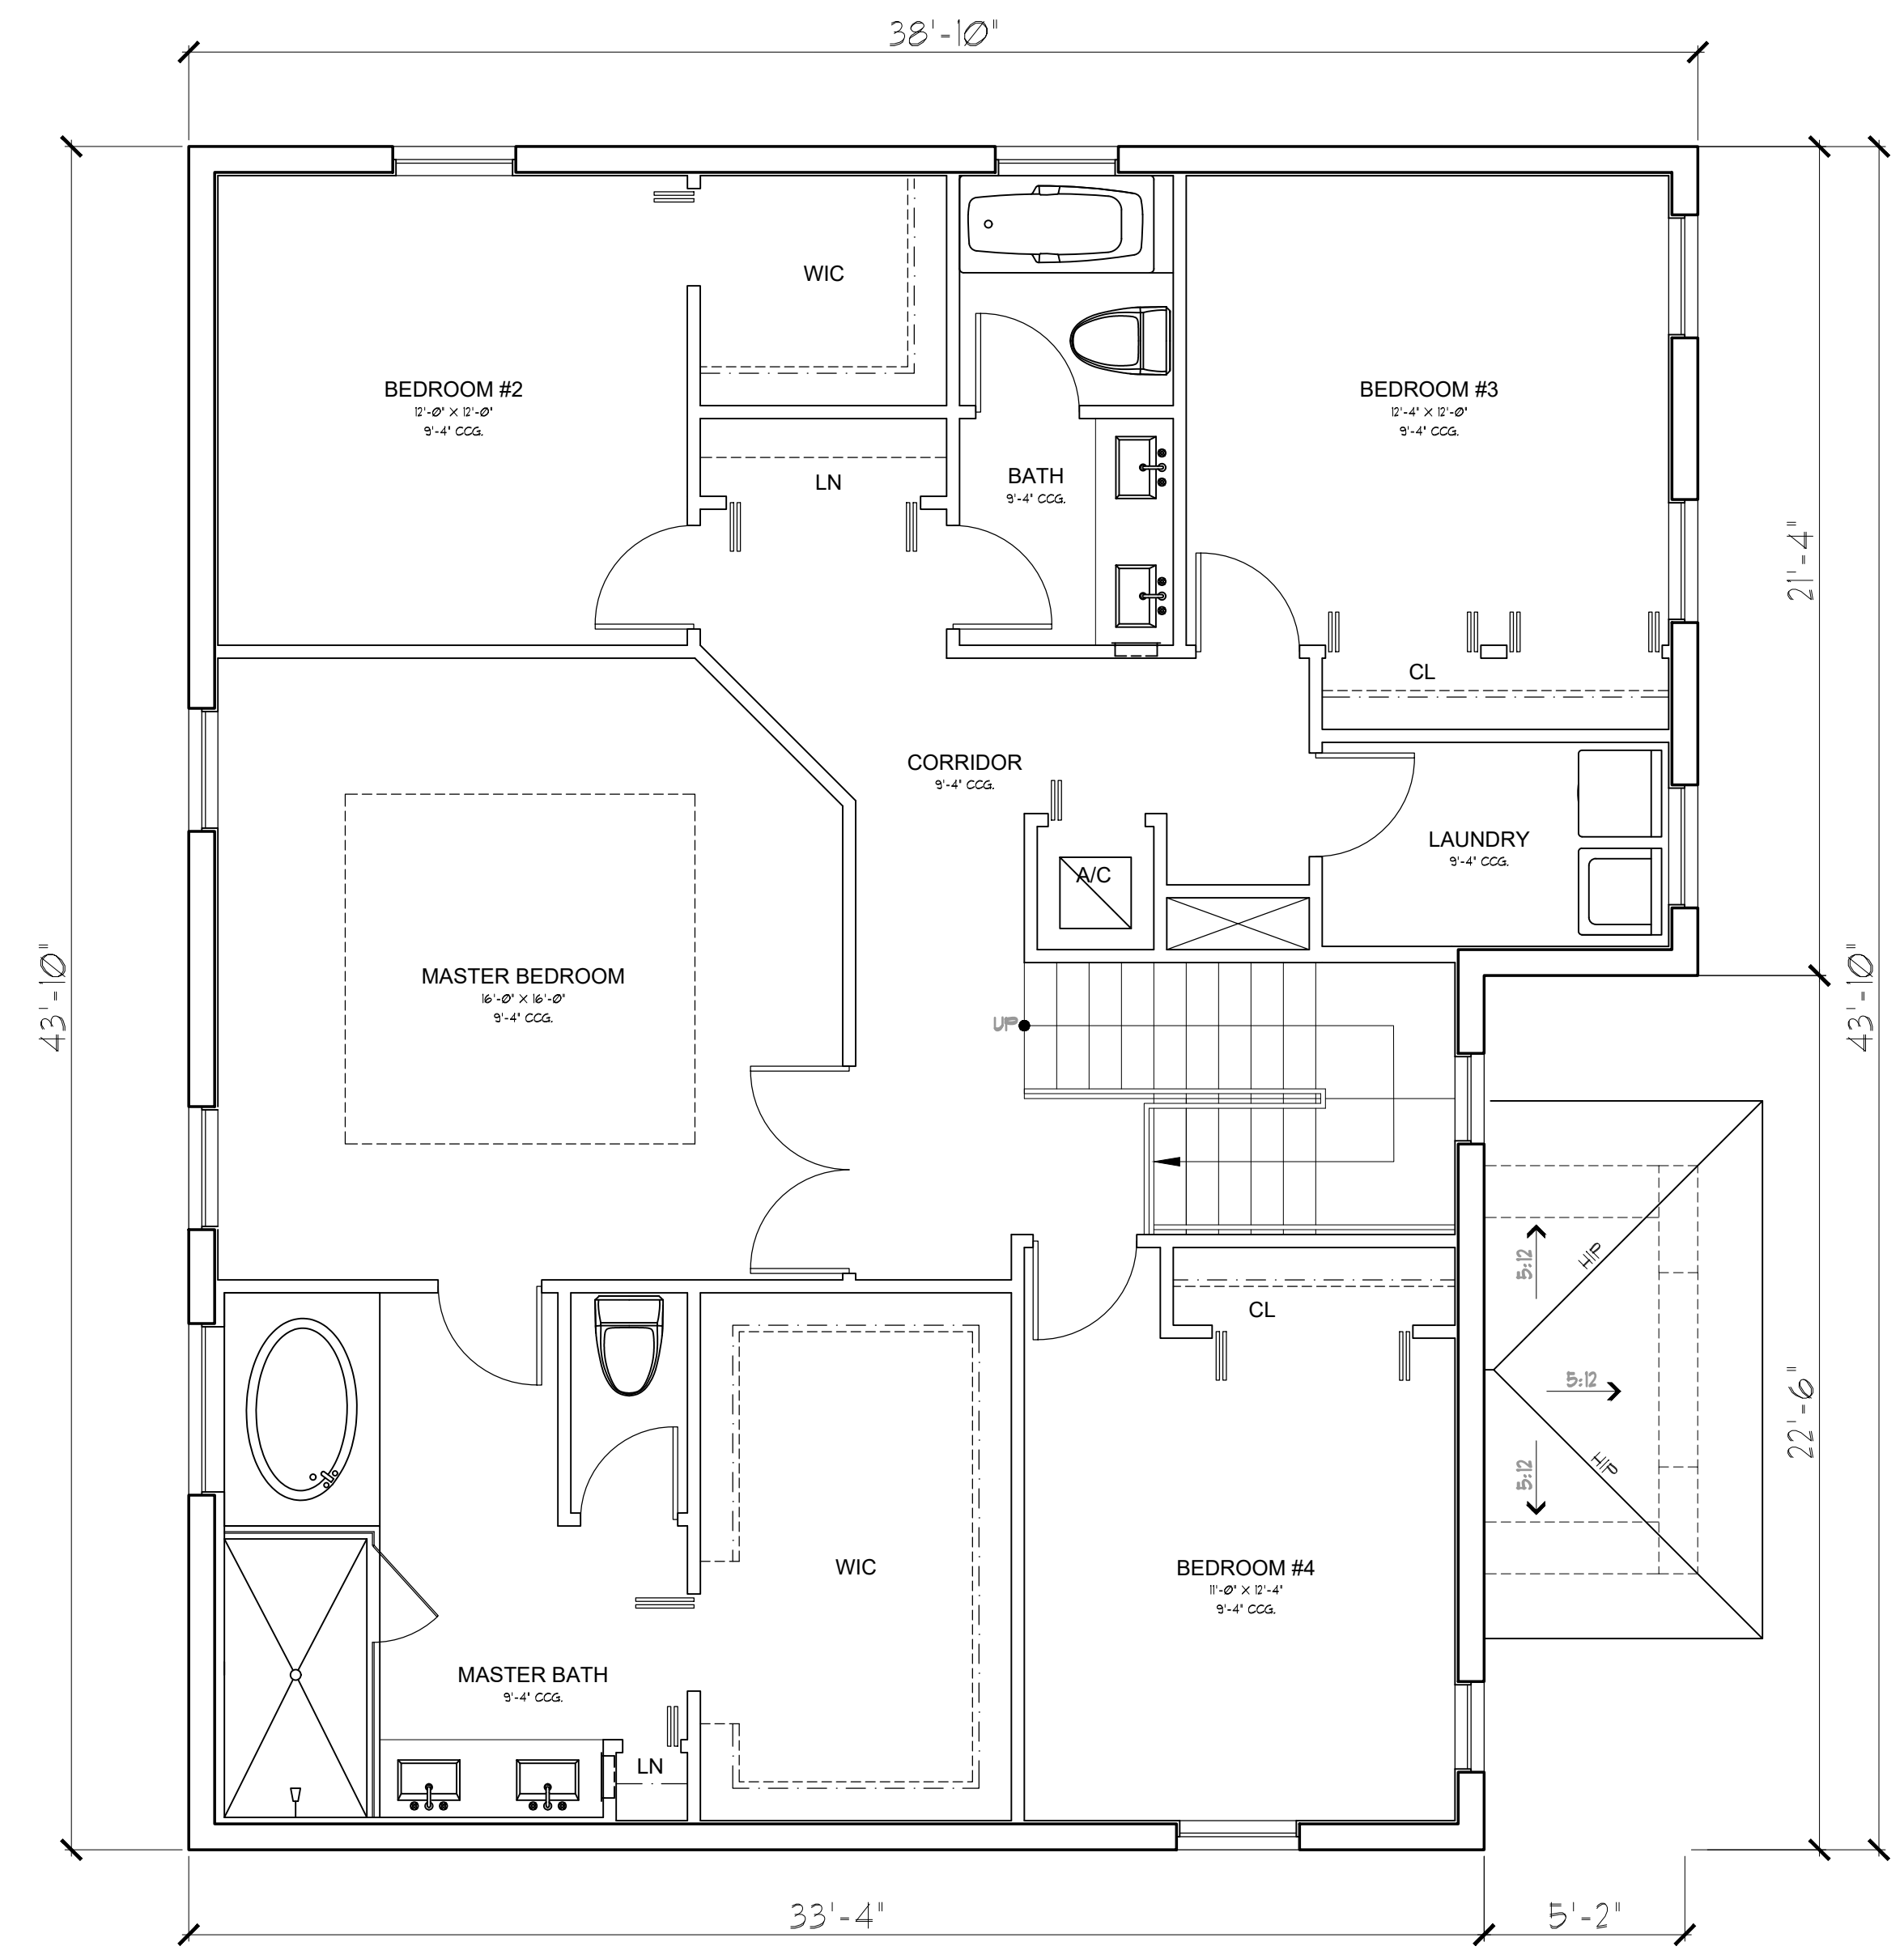 38'-10"
WIC
BEDROOM #2
12'-0" X 12'-0"
9'-4" CCG.
BEDROOM #3
12'-4" X 12'-0"
9'-4" CCG.
LN
BATH
9'-4" CCG.
21'-4"
CL
CORRIDOR
9'-4" CCG.
LAUNDRY
9'-4" CCG.
A/C
43'-10"
MASTER BEDROOM
16'-0" X 16'-0"
9'-4" CCG.
43'-10"
UP
5:12
HIP
CL
5:12
22'-6"
HIP
5:12
WIC
BEDROOM #4
11'-0" X 12'-4"
9'-4" CCG.
MASTER BATH
9'-4" CCG.
LN
33'-4"
5'-2"